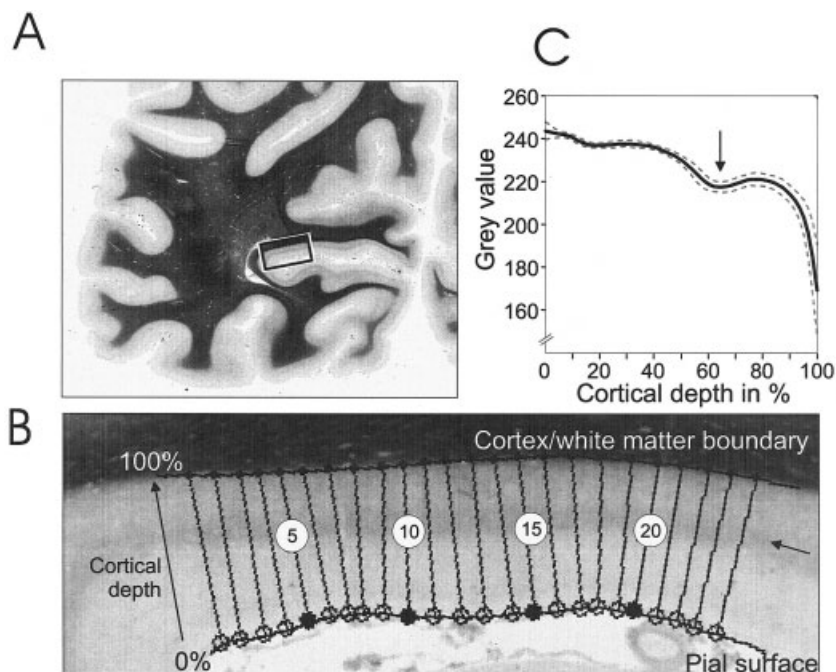 A
C
260
240
220
200
180
160
Grey value
0 20 40 60 80 100
Cortical depth in %
B
Cortex/white matter boundary
100%
5
10
15
20
Cortical
depth
0%
Pial surface